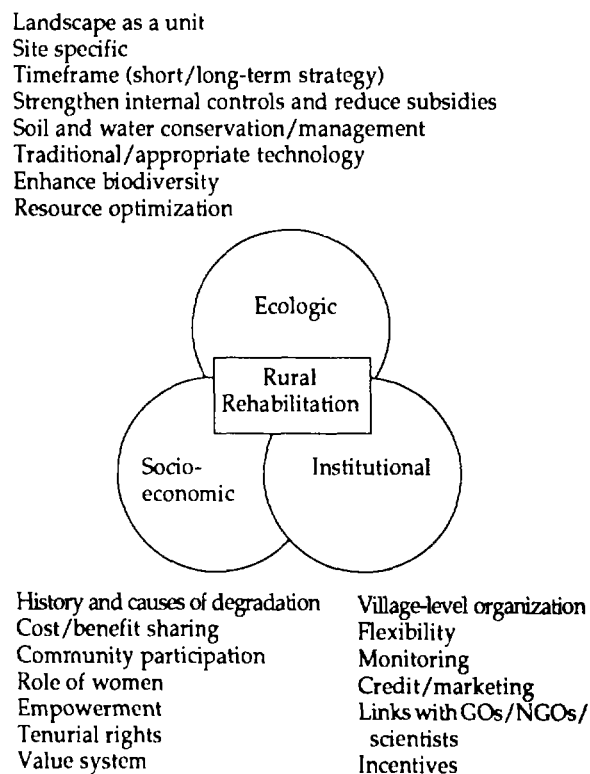 Landscape as a unit
Site specific
Timeframe (short/long-term strategy)
Strengthen internal controls and reduce subsidies
Soil and water conservation/management
Traditional/appropriate technology
Enhance biodiversity
Resource optimization
Ecologic
Rural
Rehabilitation
Socio-
economic
Institutional
History and causes of degradation
Cost/benefit sharing
Community participation
Role of women
Empowerment
Tenurial rights
Value system
Village-level organization
Flexibility
Monitoring
Credit/marketing
Links with GOs/NGOs/
scientists
Incentives